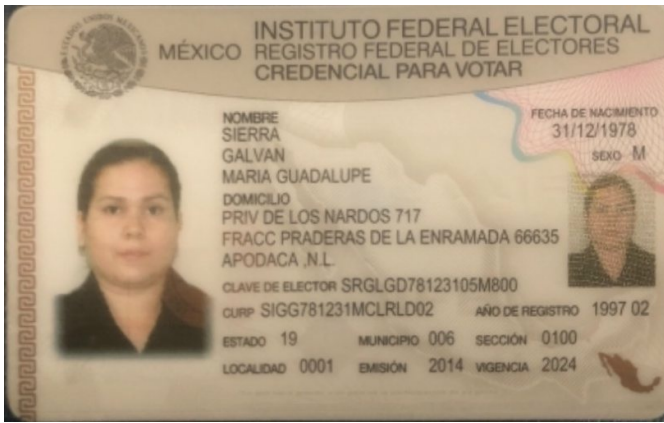 INSTITUTO FEDERAL ELECTORAL
MÉXICO REGISTRO FEDERAL DE ELECTORES
CREDENCIAL PARA VOTAR
NOMBRE
SIERRA
GALVAN
MARIA GUADALUPE
FECHA DE NACIMIENTO
31/12/1978
SEXO M
DOMICILIO
PRIV DE LOS NARDOS 717
FRACC PRADERAS DE LA ENRAMADA 66635
APODACA ,N.L.
CLAVE DE ELECTOR SRGLGD78123105M800
CURP SIGG781231MCLRLD02 AÑO DE REGISTRO 1997 02
ESTADO 19 MUNICIPIO 006 SECCIÓN 0100
LOCALIDAD 0001 EMISIÓN 2014 VIGENCIA 2024